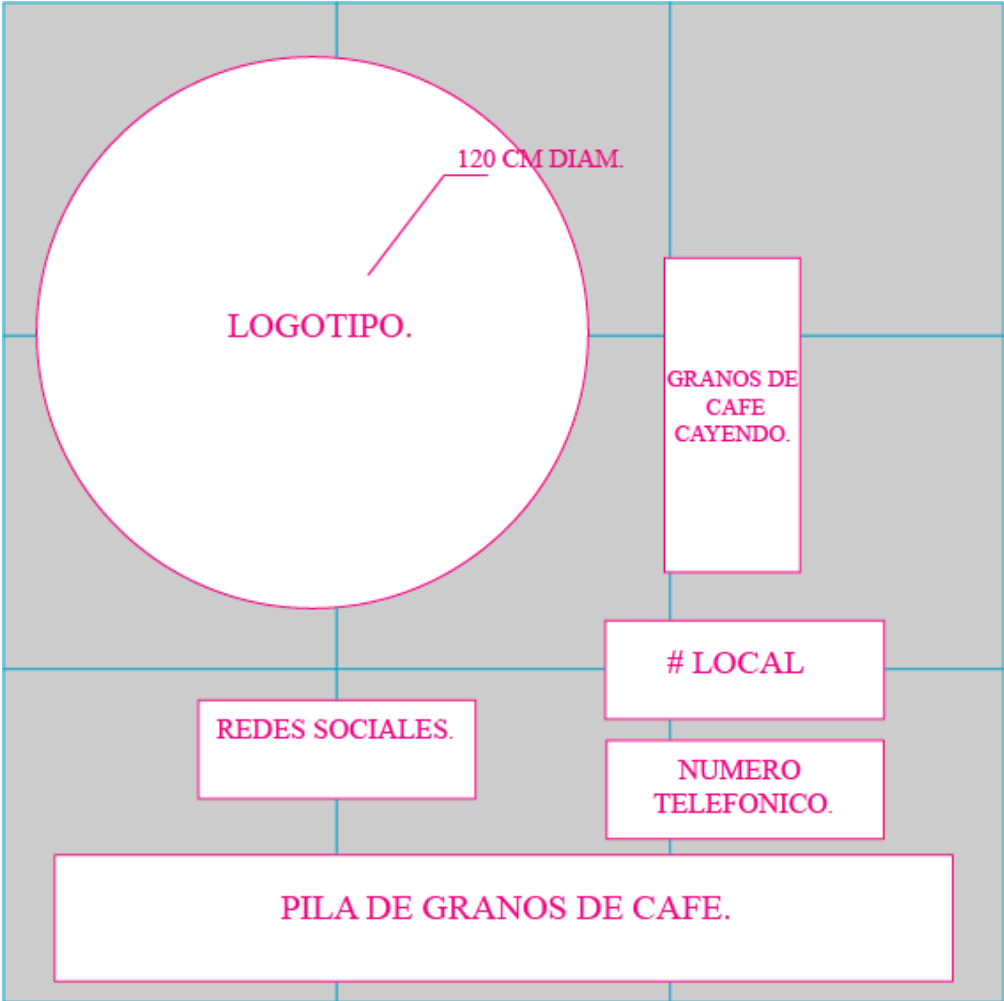 120 CM DIAM.
LOGOTIPO.
GRANOS DE
CAFE
CAYENDO.
# LOCAL
REDES SOCIALES.
NUMERO
TELEFONICO.
PILA DE GRANOS DE CAFE.